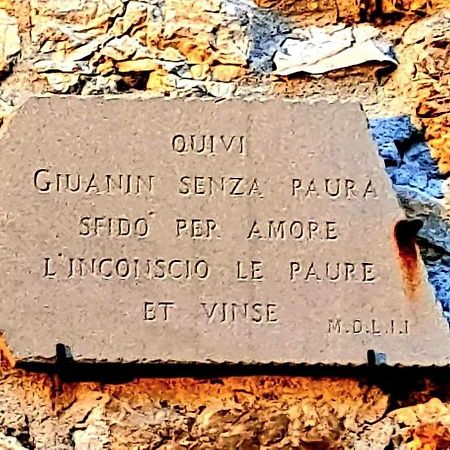 QUIVI
GIUANIN SENZA PAURA
SFIDO' PER AMORE
L'INCONSCIO LE PAURE
ET VINSE
M.D.L.I.I